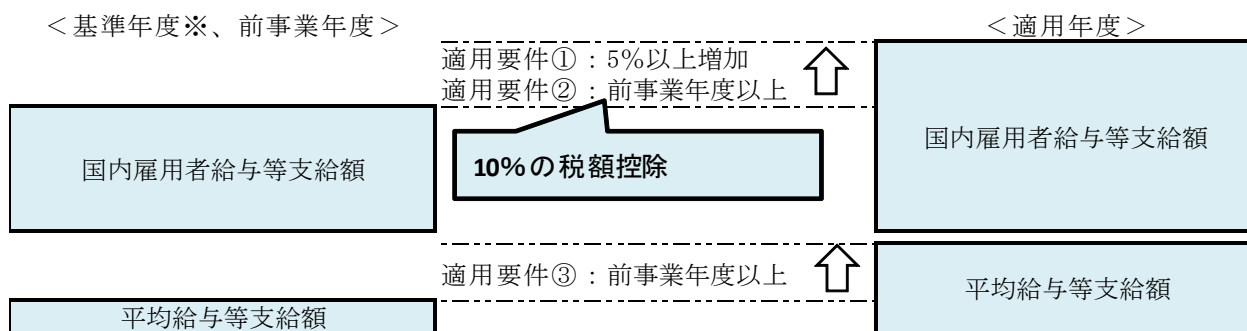 ＜基準年度※、前事業年度＞
＜適用年度＞
適用要件①：5%以上増加
適用要件②：前事業年度以上
国内雇用者給与等支給額
10%の税額控除
国内雇用者給与等支給額
適用要件③：前事業年度以上
平均給与等支給額
平均給与等支給額